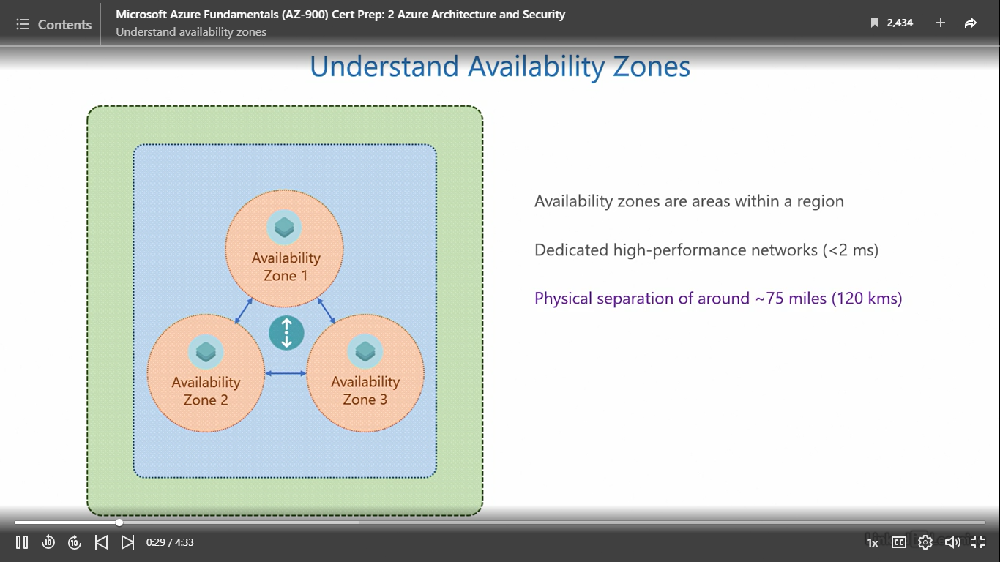 Contents
Microsoft Azure Fundamentals (AZ-900) Cert Prep: 2 Azure Architecture and Security
Understand availability zones
2,434
Understand Availability Zones
Availability
Zone 1
Availability
Zone 2
Availability
Zone 3
Availability zones are areas within a region
Dedicated high-performance networks (<2 ms)
Physical separation of around ~75 miles (120 kms)
10
10
0:29 / 4:33
1x
CC